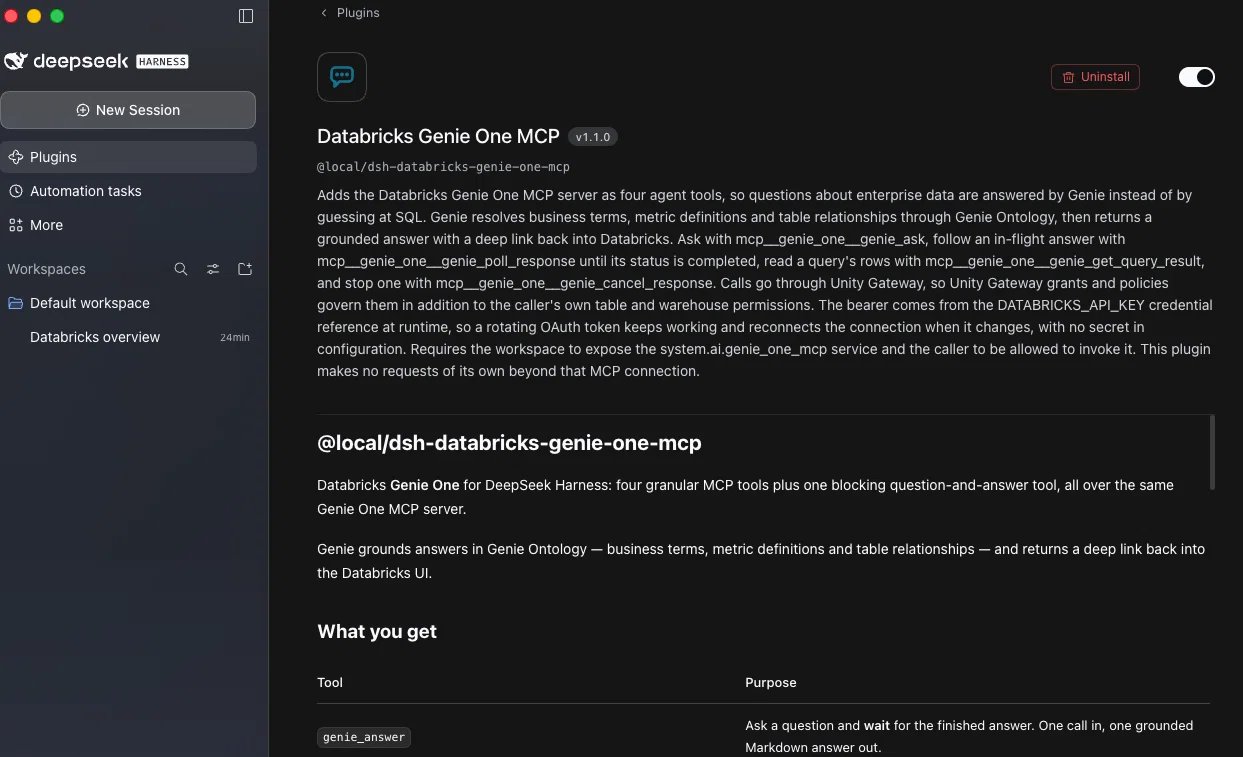 deepseek HARNESS
New Session
Plugins
Automation tasks
More
Workspaces
Default workspace
Databricks overview 24min
Plugins
Uninstall
Databricks Genie One MCP v1.1.0
@local/dsh-databricks-genie-one-mcp
Adds the Databricks Genie One MCP server as four agent tools, so questions about enterprise data are answered by Genie instead of by
guessing at SQL. Genie resolves business terms, metric definitions and table relationships through Genie Ontology, then returns a
grounded answer with a deep link back into Databricks. Ask with mcp__genie_one__genie_ask, follow an in-flight answer with
mcp__genie_one__genie_poll_response until its status is completed, read a query's rows with mcp__genie_one__genie_get_query_result,
and stop one with mcp__genie_one__genie_cancel_response. Calls go through Unity Gateway, so Unity Gateway grants and policies
govern them in addition to the caller's own table and warehouse permissions. The bearer comes from the DATABRICKS_API_KEY credential
reference at runtime, so a rotating OAuth token keeps working and reconnects the connection when it changes, with no secret in
configuration. Requires the workspace to expose the system.ai.genie_one_mcp service and the caller to be allowed to invoke it. This plugin
makes no requests of its own beyond that MCP connection.
@local/dsh-databricks-genie-one-mcp
Databricks Genie One for DeepSeek Harness: four granular MCP tools plus one blocking question-and-answer tool, all over the same
Genie One MCP server.
Genie grounds answers in Genie Ontology — business terms, metric definitions and table relationships — and returns a deep link back into
the Databricks UI.
What you get
Tool Purpose
genie_answer
Ask a question and wait for the finished answer. One call in, one grounded
Markdown answer out.